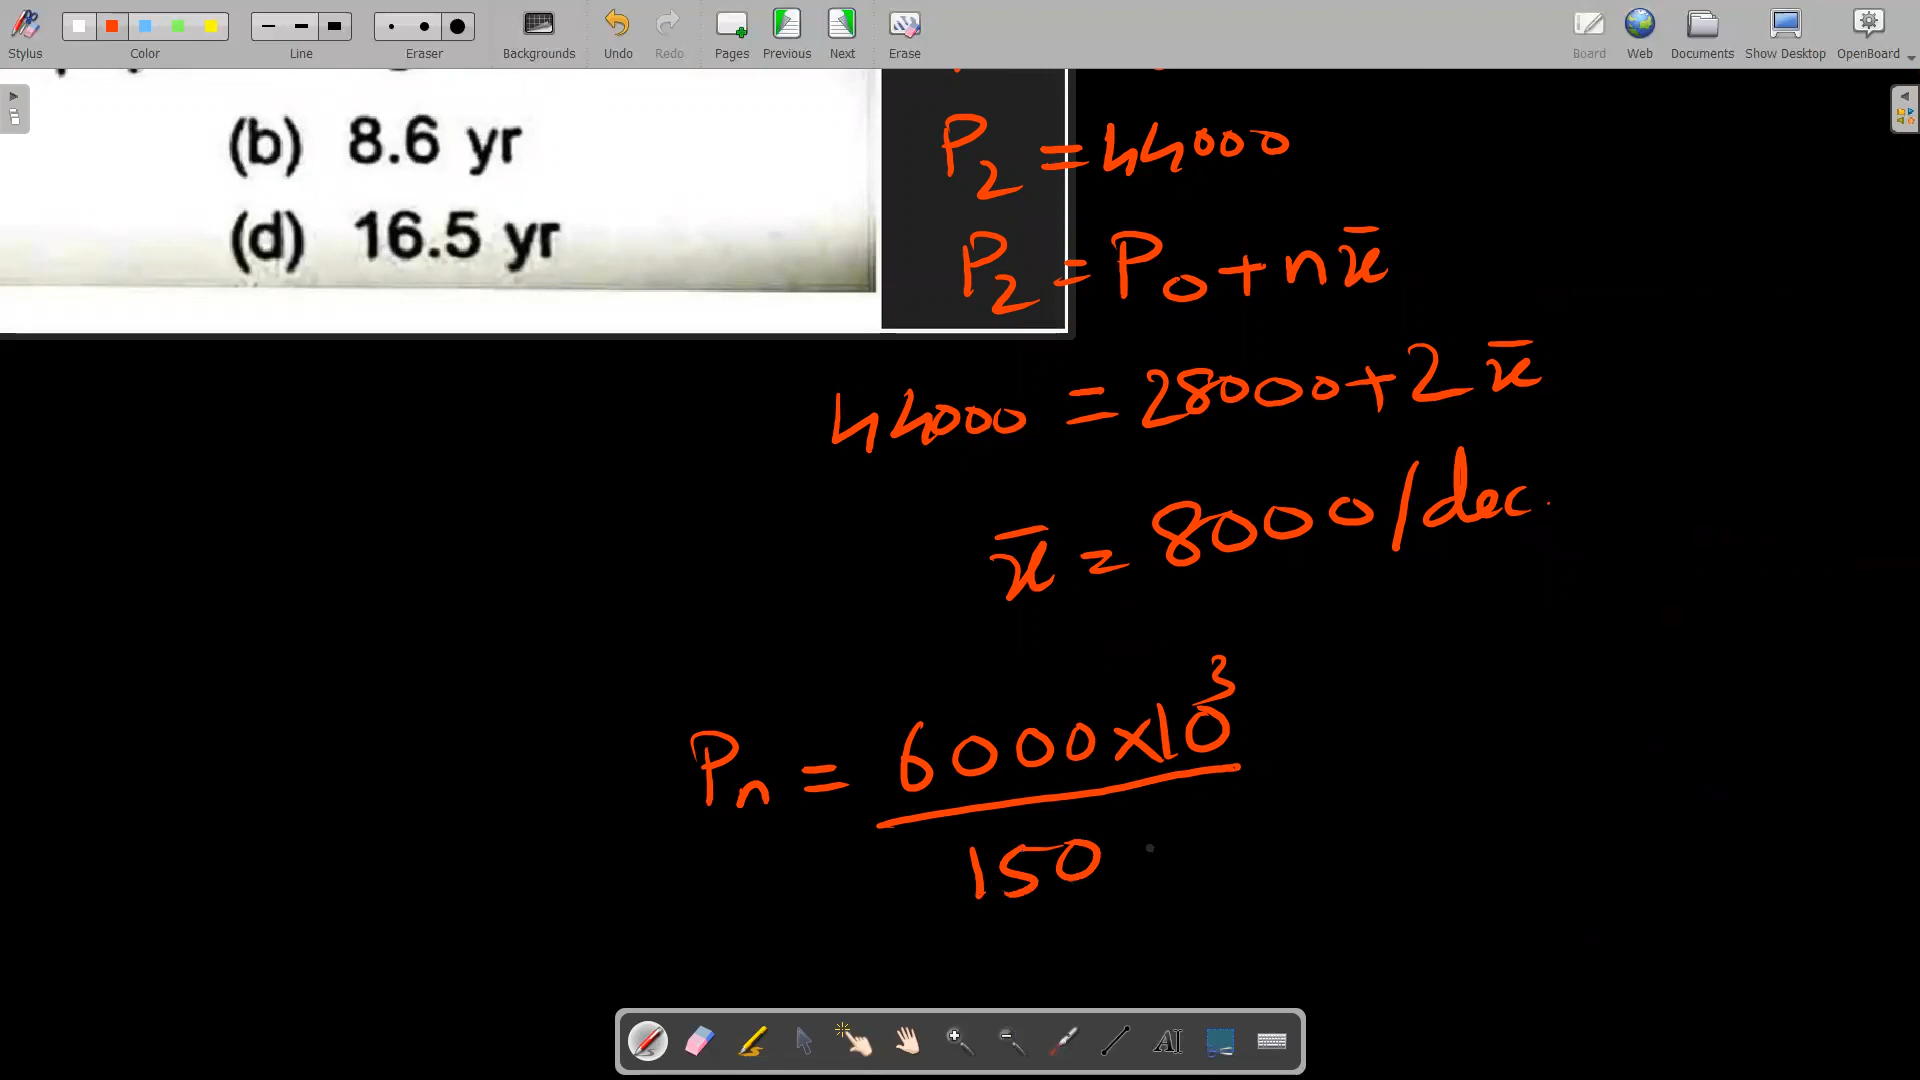 Stylus
Color
Line
Eraser
Backgrounds
Undo
Redo
Pages
Previous
Next
Erase
Board
Web
Documents
Show Desktop
OpenBoard
(b) 8.6 yr
(d) 16.5 yr
P₂ = 44000
P₂ = P₀ + nx̄
44000 = 28000 + 2x̄
x̄ = 8000/dec.
Pₙ = 6000×10³
150
AI